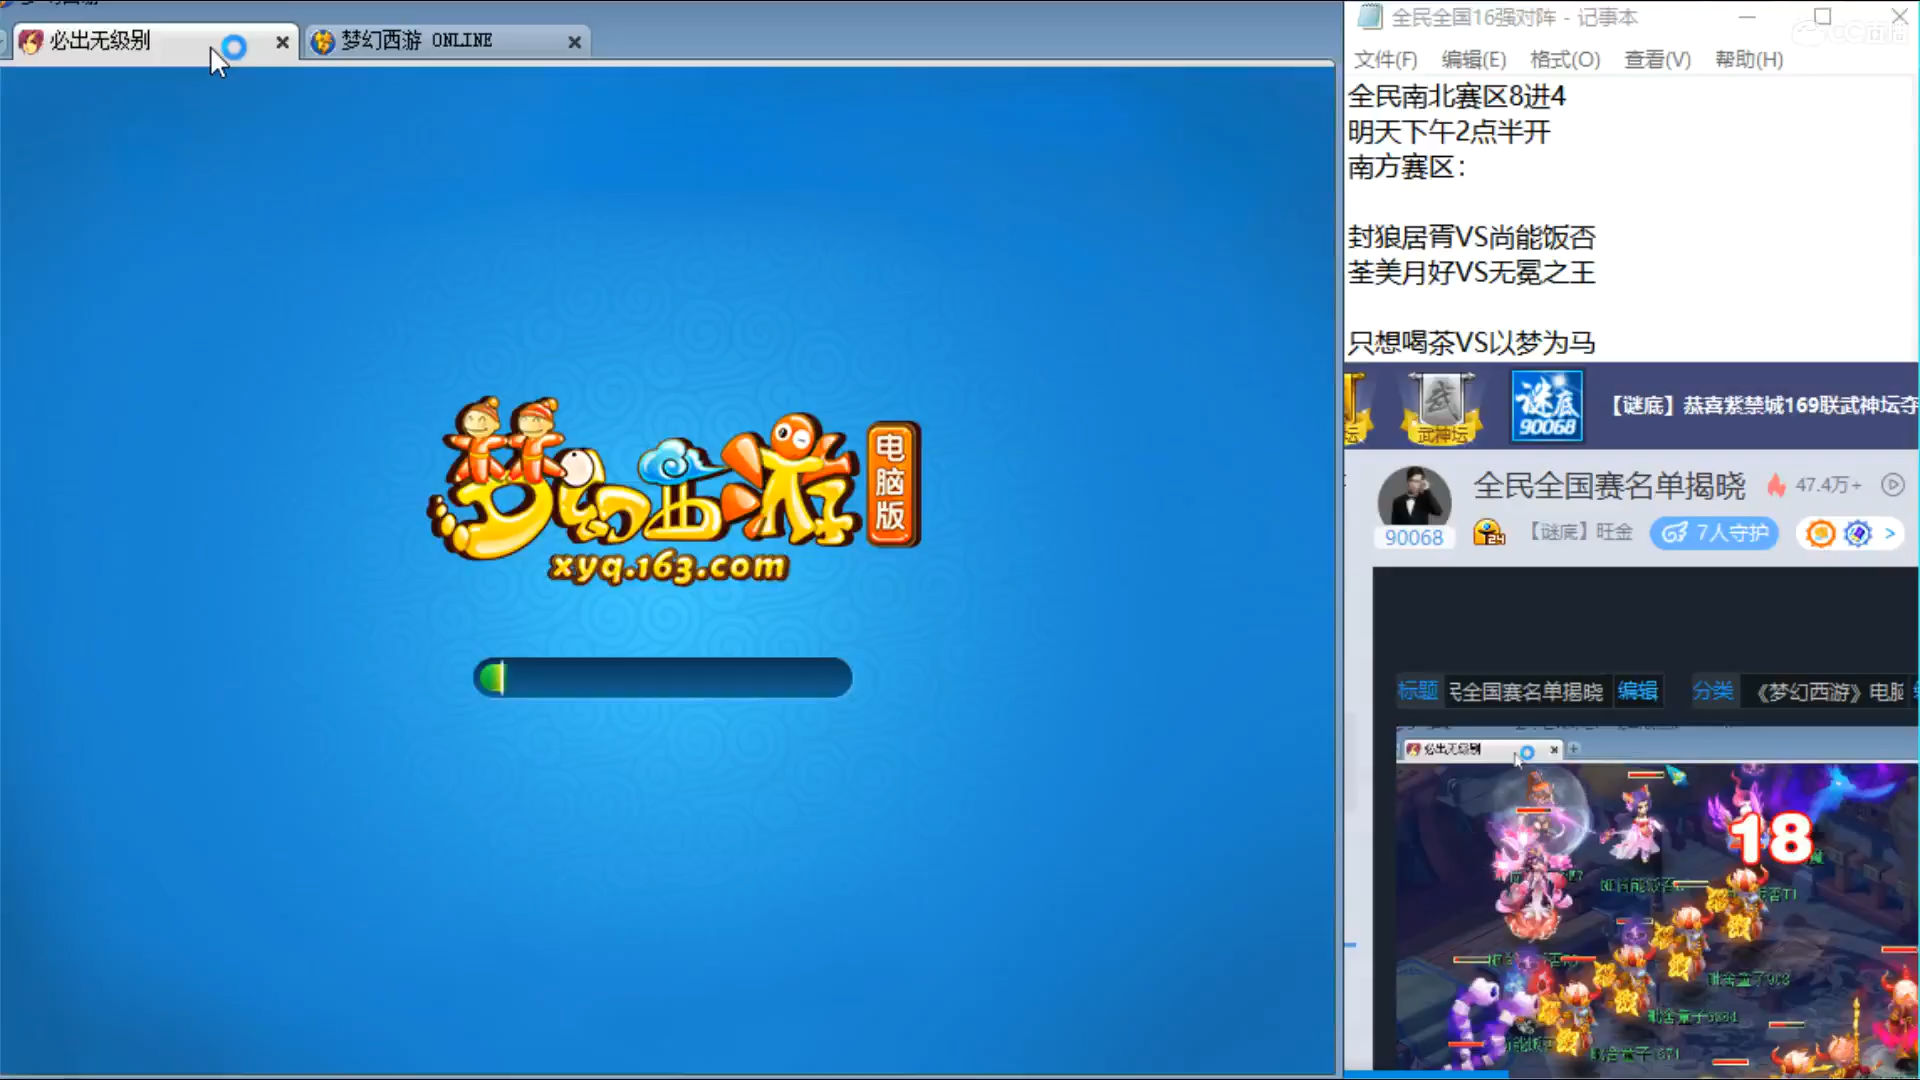 必出无级别
梦幻西游 ONLINE
梦幻西游
电脑版
xyq.163.com
全民全国16强对阵 - 记事本
CC直播
文件(F) 编辑(E) 格式(O) 查看(V) 帮助(H)
全民南北赛区8进4
明天下午2点半开
南方赛区:
封狼居胥VS尚能饭否
荃美月好VS无冕之王
只想喝茶VS以梦为马
武神坛
谜底
90068
【谜底】恭喜紫禁城169联武神坛夺
全民全国赛名单揭晓 47.4万+
90068
24
【谜底】旺金
7人守护
标题
民全国赛名单揭晓
编辑
分类
《梦幻西游》电脑
必出无级别
18